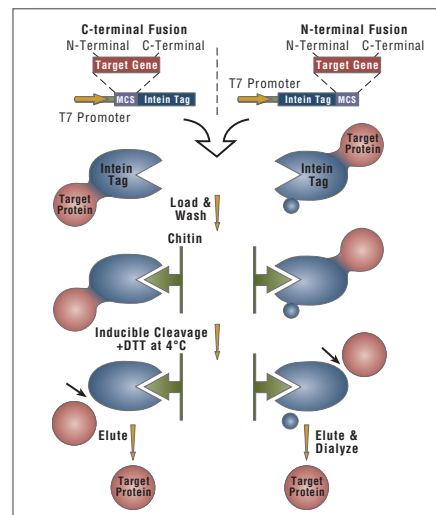 C-terminal Fusion
N-Terminal C-Terminal
Target Gene
MCS Intein Tag
T7 Promoter
N-terminal Fusion
N-Terminal C-Terminal
Target Gene
T7 Promoter
Intein Tag MCS
Intein
Tag
Target
Protein
Target
Protein
Intein
Tag
Load &
Wash
Chitin
Inducible Cleavage
+DTT at 4°C
Elute
Elute &
Dialyze
Target
Protein
Target
Protein